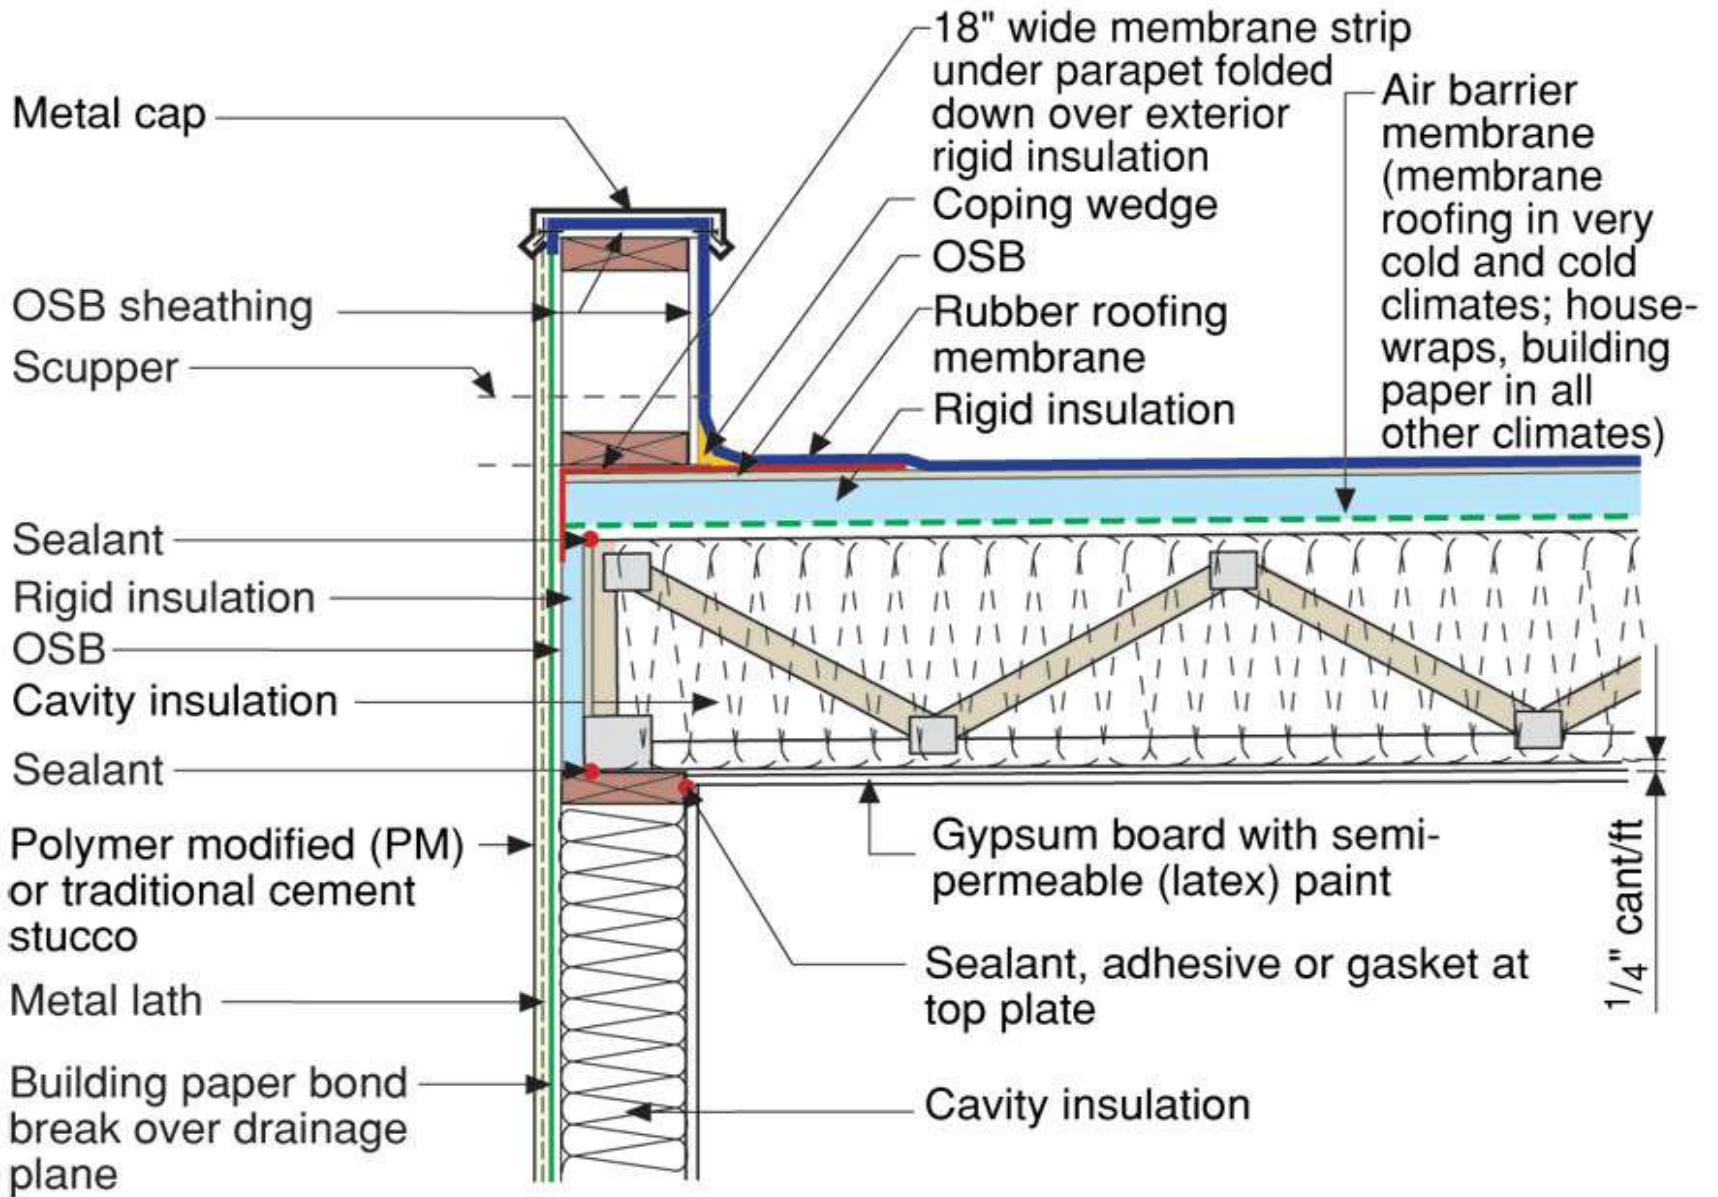 18" wide membrane strip
under parapet folded
down over exterior
rigid insulation
Air barrier
membrane
(membrane
roofing in very
cold and cold
climates; house-
wraps, building
paper in all
other climates)
Metal cap
Coping wedge
OSB
OSB sheathing
Rubber roofing
membrane
Scupper
Rigid insulation
Sealant
Rigid insulation
OSB
Cavity insulation
Sealant
Polymer modified (PM)
or traditional cement
stucco
Gypsum board with semi-
permeable (latex) paint
1/4" cant/ft
Sealant, adhesive or gasket at
top plate
Metal lath
Building paper bond
break over drainage
plane
Cavity insulation